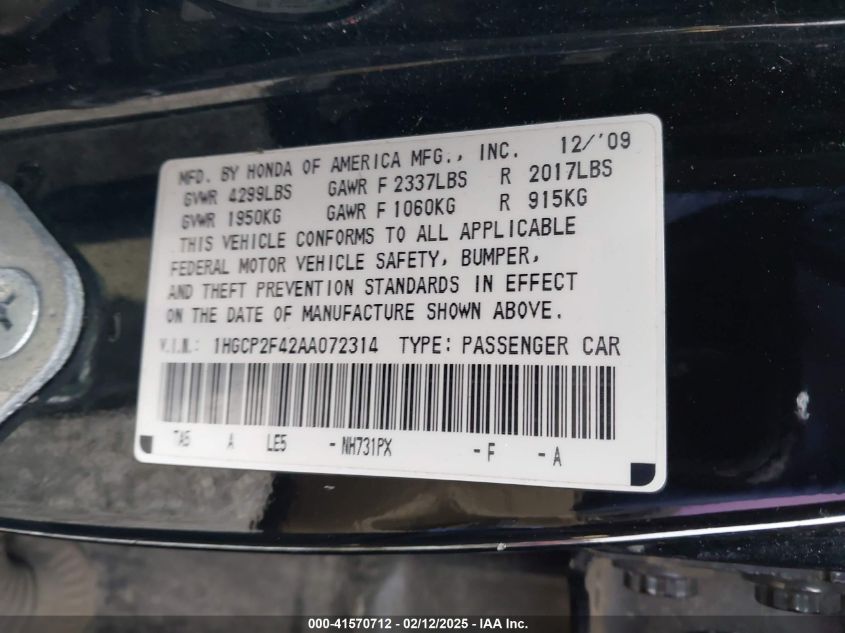 MFD. BY HONDA OF AMERICA MFG., INC. 12/'09
GVWR 4299LBS GAWR F 2337LBS R 2017LBS
GVWR 1950KG GAWR F 1060KG R 915KG
THIS VEHICLE CONFORMS TO ALL APPLICABLE
FEDERAL MOTOR VEHICLE SAFETY, BUMPER,
AND THEFT PREVENTION STANDARDS IN EFFECT
ON THE DATE OF MANUFACTURE SHOWN ABOVE.
V.I.N.: 1HGCP2F42AA072314 TYPE: PASSENGER CAR
TA5 A LE5 -NH731PX -F -A
000-41570712 - 02/12/2025 - IAA Inc.